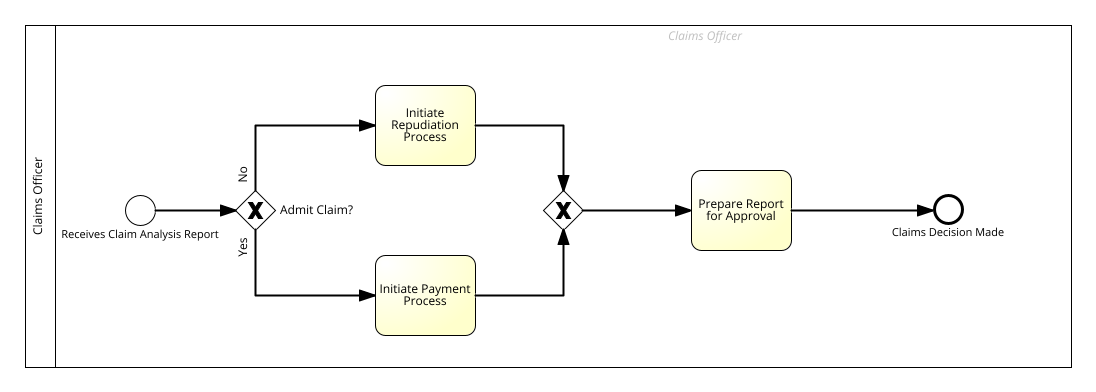 Claims Officer
Claims Officer
Initiate
Repudiation
Process
No
Admit Claim?
Receives Claim Analysis Report
Yes
Prepare Report
for Approval
Claims Decision Made
Initiate Payment
Process